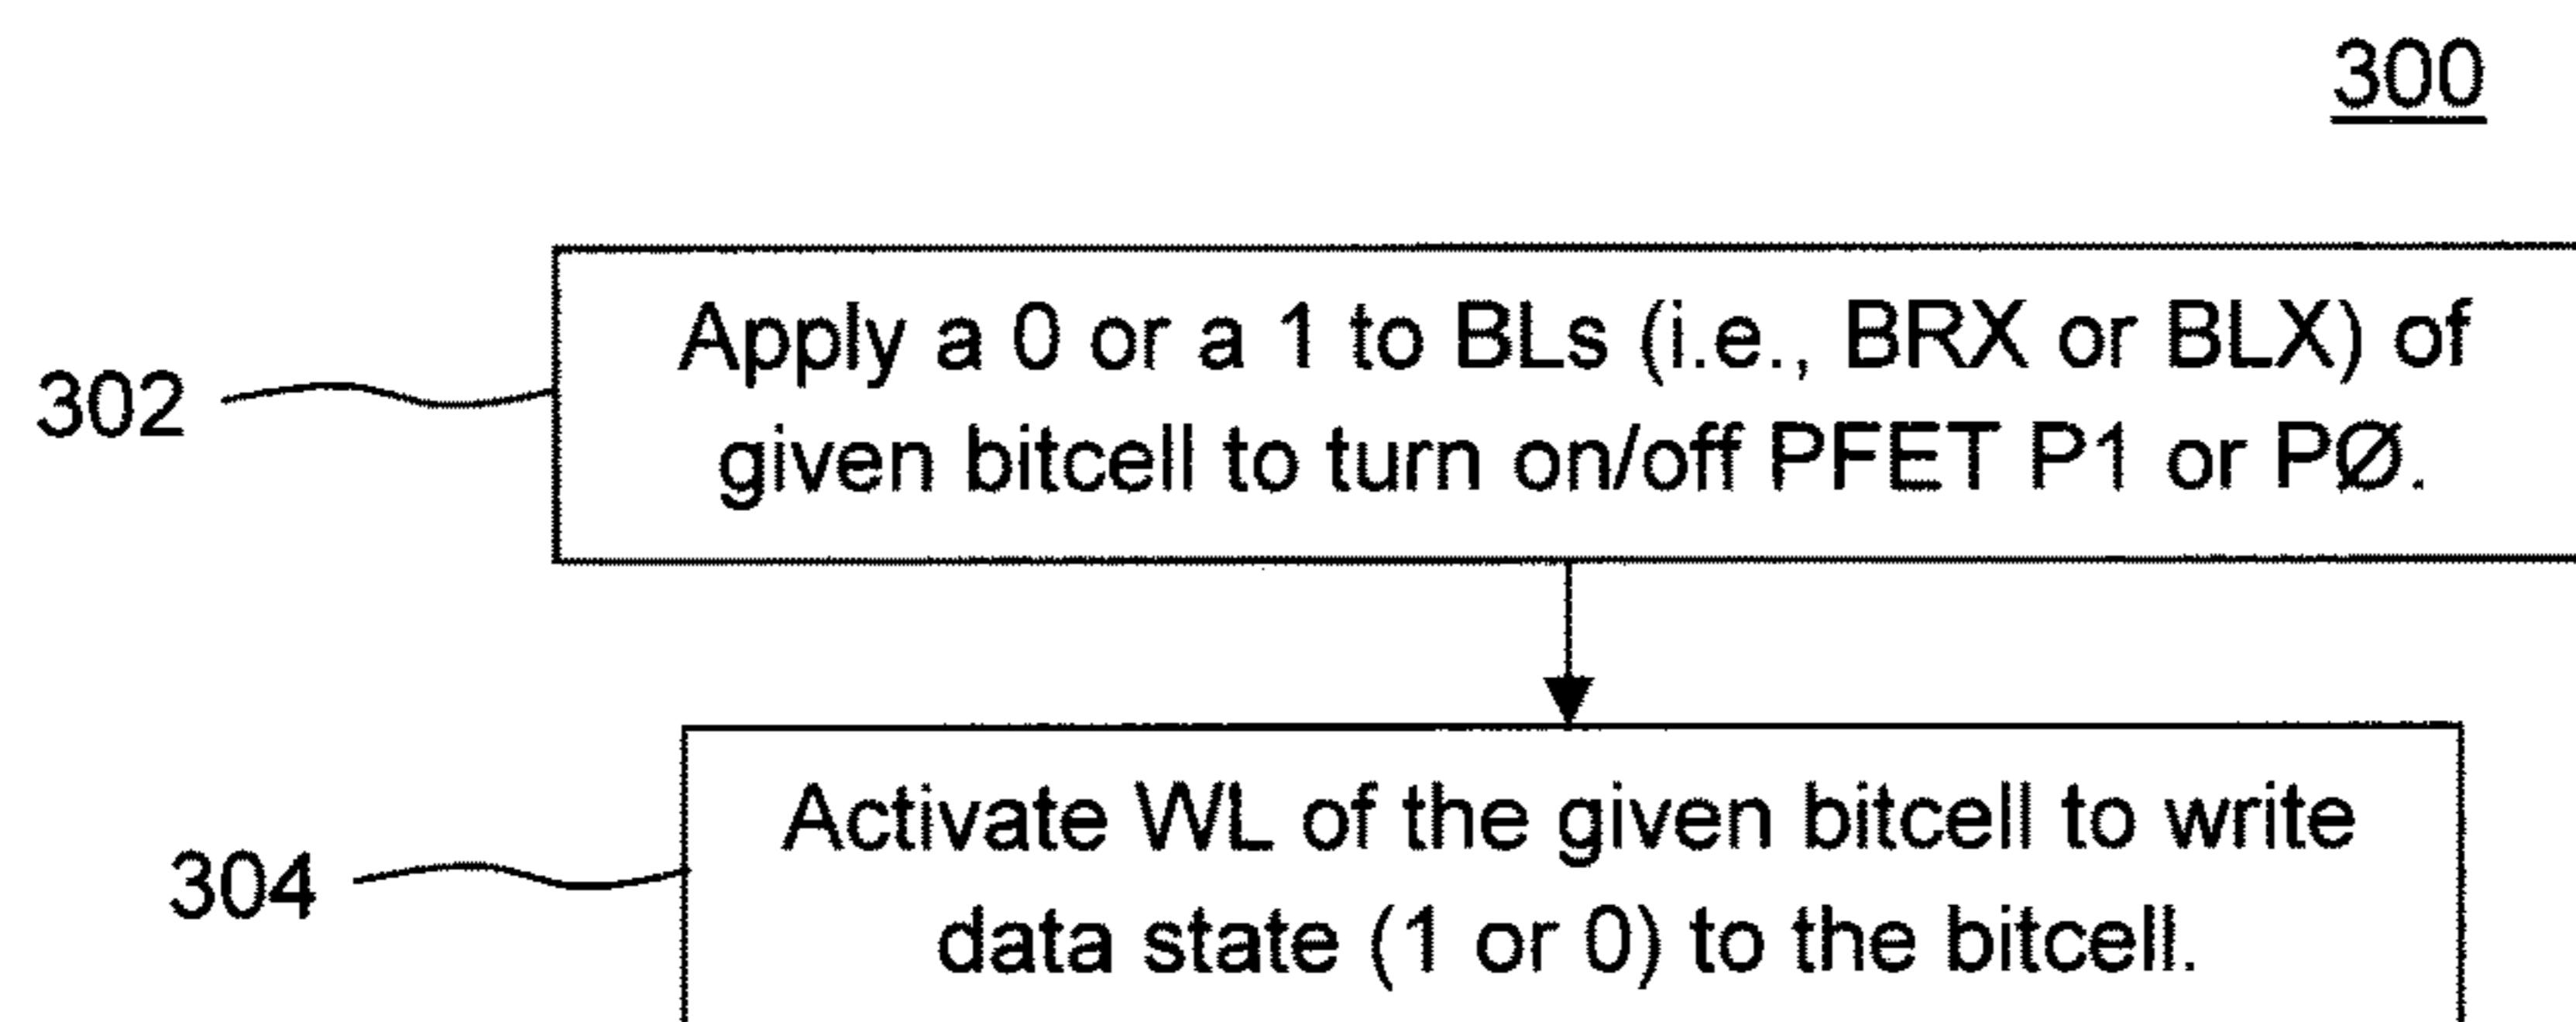 300
302
Apply a 0 or a 1 to BLs (i.e., BRX or BLX) of
given bitcell to turn on/off PFET P1 or PØ.
304
Activate WL of the given bitcell to write
data state (1 or 0) to the bitcell.